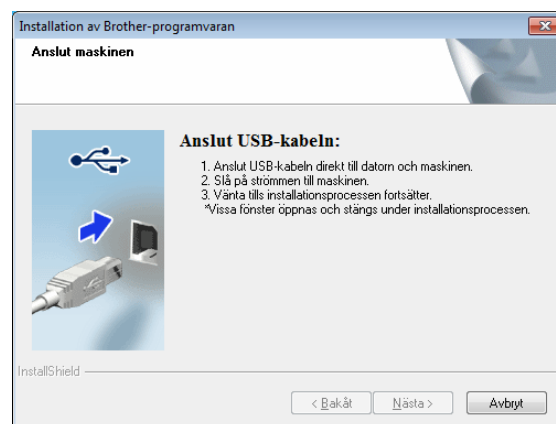 Installation av Brother-programvaran
Anslut maskinen
Anslut USB-kabeln:
1. Anslut USB-kabeln direkt till datorn och maskinen.
2. Slå på strömmen till maskinen.
3. Vänta tills installationsprocessen fortsätter.
*Vissa fönster öppnas och stängs under installationsprocessen.
InstallShield
< Bakåt Nästa > Avbryt